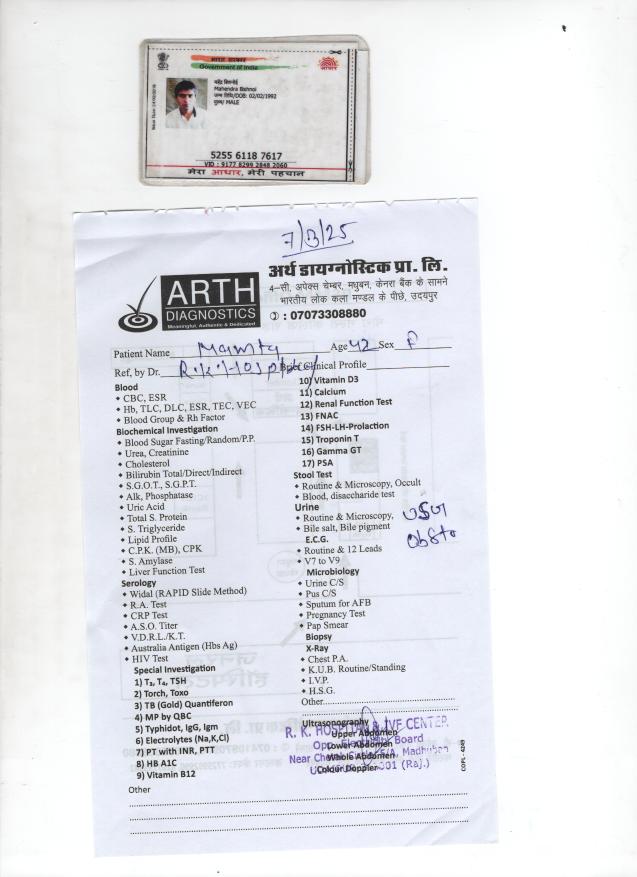 भारत सरकार
Government of India
महेंद्र बिश्नोई
Mahendra Bishnoi
जन्म तिथि/DOB: 02/02/1992
पुरुष/ MALE
5255 6118 7617
VID : 9177 8299 2848 2060
मेरा आधार, मेरी पहचान
7/3/25
ARTH
DIAGNOSTICS
Meaningful, Authentic & Dedicated
अर्थ डायग्नोस्टिक प्रा. लि.
4-सी, अपेक्स चेम्बर, मधुबन, केनरा बैंक के सामने
भारतीय लोक कला मण्डल के पीछे, उदयपुर
: 07073308880
Patient Name Mamta Age 42 Sex F
Ref, by Dr. R.K. Hospital Brief Clinical Profile
Blood
• CBC, ESR
• Hb, TLC, DLC, ESR, TEC, VEC
• Blood Group & Rh Factor
Biochemical Investigation
• Blood Sugar Fasting/Random/P.P.
• Urea, Creatinine
• Cholesterol
• Bilirubin Total/Direct/Indirect
• S.G.O.T., S.G.P.T.
• Alk, Phosphatase
• Uric Acid
• Total S. Protein
• S. Triglyceride
• Lipid Profile
• C.P.K. (MB), CPK
• S. Amylase
• Liver Function Test
Serology
• Widal (RAPID Slide Method)
• R.A. Test
• CRP Test
• A.S.O. Titer
• V.D.R.L./K.T.
• Australia Antigen (Hbs Ag)
• HIV Test
Special Investigation
1) T₃, T₄, TSH
2) Torch, Toxo
3) TB (Gold) Quantiferon
4) MP by QBC
5) Typhidot, IgG, Igm
6) Electrolytes (Na,K,Cl)
7) PT with INR, PTT
8) HB A1C
9) Vitamin B12
Other
10) Vitamin D3
11) Calcium
12) Renal Function Test
13) FNAC
14) FSH-LH-Prolaction
15) Troponin T
16) Gamma GT
17) PSA
Stool Test
• Routine & Microscopy, Occult
• Blood, disaccharide test
Urine
• Routine & Microscopy,
• Bile salt, Bile pigment
USG
Obst
E.C.G.
• Routine & 12 Leads
• V7 to V9
Microbiology
• Urine C/S
• Pus C/S
• Sputum for AFB
• Pregnancy Test
• Pap Smear
Biopsy
X-Ray
• Chest P.A.
• K.U.B. Routine/Standing
• I.V.P.
• H.S.G.
Other
Ultrasonography
Upper Abdomen
Lower Abdomen
Whole Abdomen
Colour Doppler
R. K. HOSPITAL & IVF CENTER
Opp. Electricity Board
Near Madhuban
001 (Raj.)
COPL - 4249